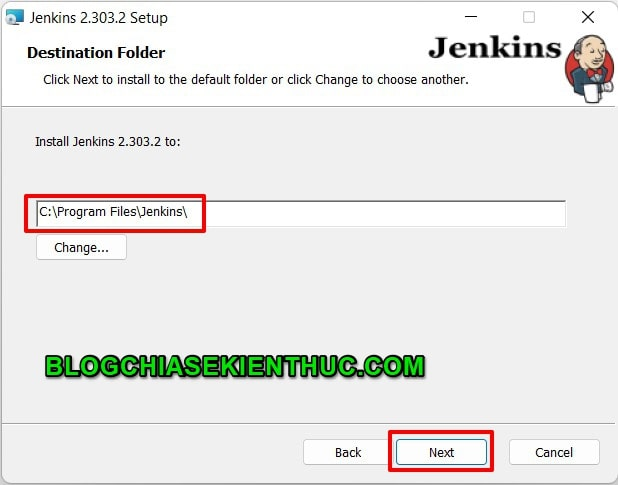 Jenkins 2.303.2 Setup
Destination Folder
Click Next to install to the default folder or click Change to choose another.
Jenkins
Install Jenkins 2.303.2 to:
C:\Program Files\Jenkins\
Change...
BLOGCHIASEKIENTHUC.COM
Back
Next
Cancel